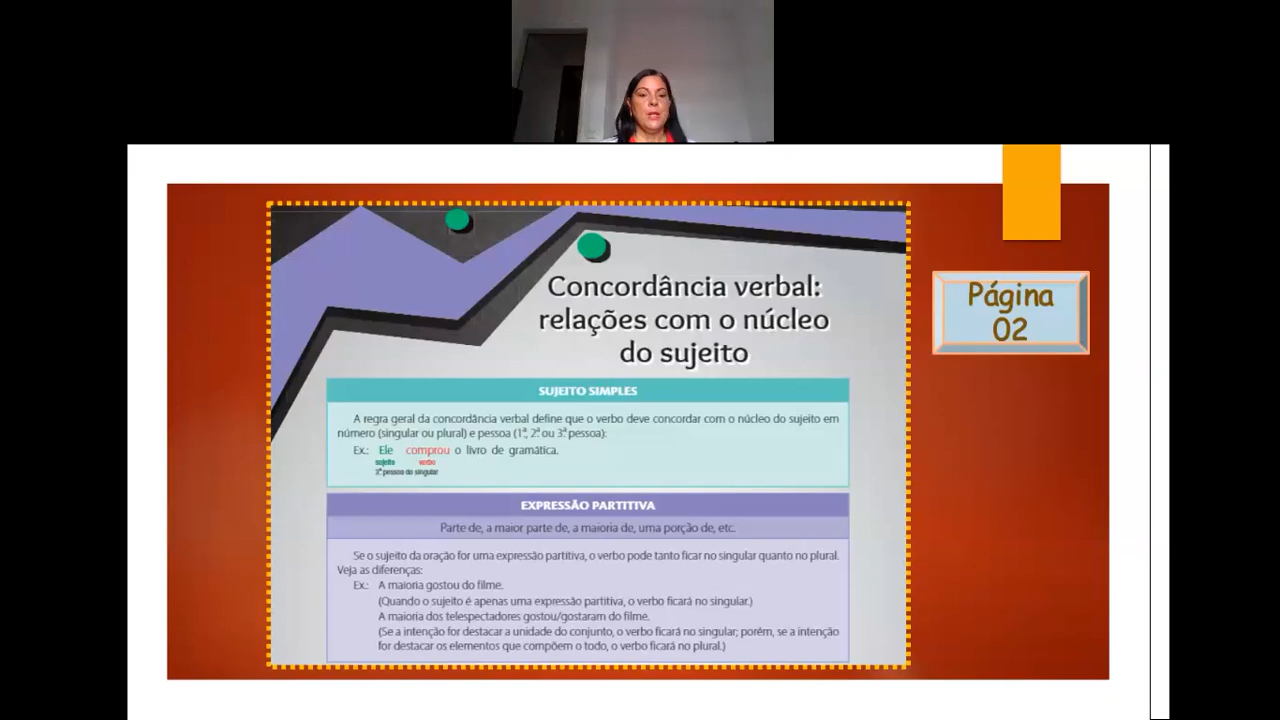 Concordância verbal:
relações com o núcleo
do sujeito
Página
02
SUJEITO SIMPLES
A regra geral da concordância verbal define que o verbo deve concordar com o núcleo do sujeito em
número (singular ou plural) e pessoa (1ª, 2ª ou 3ª pessoa):
Ex.: Ele comprou o livro de gramática.
sujeito verbo
3ª pessoa do singular
EXPRESSÃO PARTITIVA
Parte de, a maior parte de, a maioria de, uma porção de, etc.
Se o sujeito da oração for uma expressão partitiva, o verbo pode tanto ficar no singular quanto no plural.
Veja as diferenças:
Ex.: A maioria gostou do filme.
(Quando o sujeito é apenas uma expressão partitiva, o verbo ficará no singular.)
A maioria dos telespectadores gostou/gostaram do filme.
(Se a intenção for destacar a unidade do conjunto, o verbo ficará no singular; porém, se a intenção
for destacar os elementos que compõem o todo, o verbo ficará no plural.)